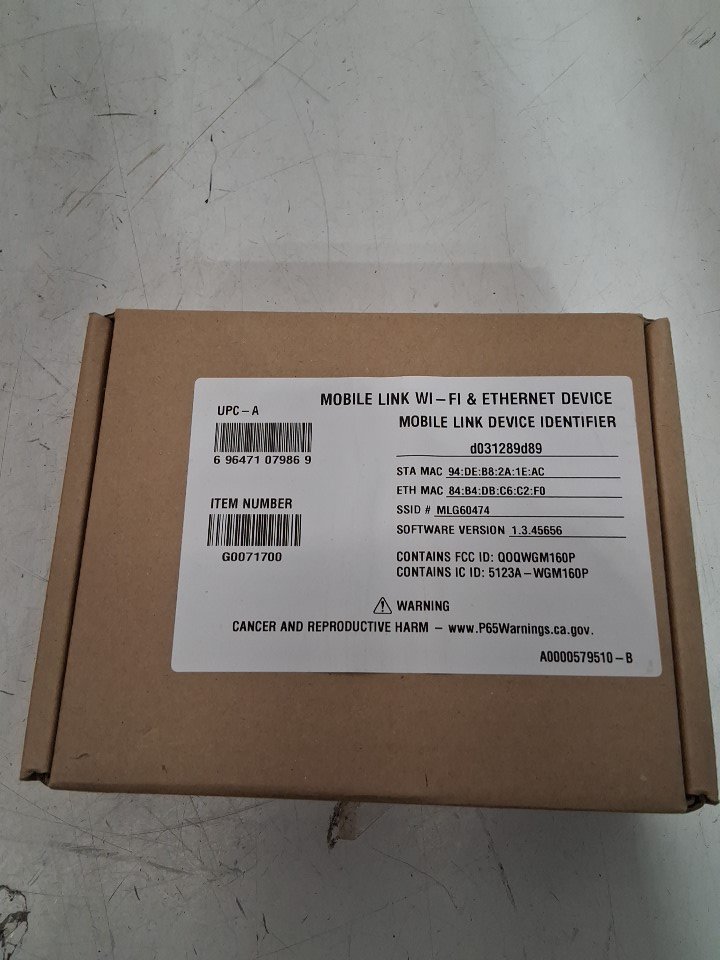 MOBILE LINK WI-FI & ETHERNET DEVICE
UPC-A
MOBILE LINK DEVICE IDENTIFIER
d031289d89
6 96471 07986 9
STA MAC 94:DE:B8:2A:1E:AC
ETH MAC 84:B4:DB:C6:C2:F0
ITEM NUMBER
SSID # MLG60474
SOFTWARE VERSION 1.3.45656
G0071700
CONTAINS FCC ID: QOQWGM160P
CONTAINS IC ID: 5123A-WGM160P
WARNING
CANCER AND REPRODUCTIVE HARM - www.P65Warnings.ca.gov.
A0000579510-B